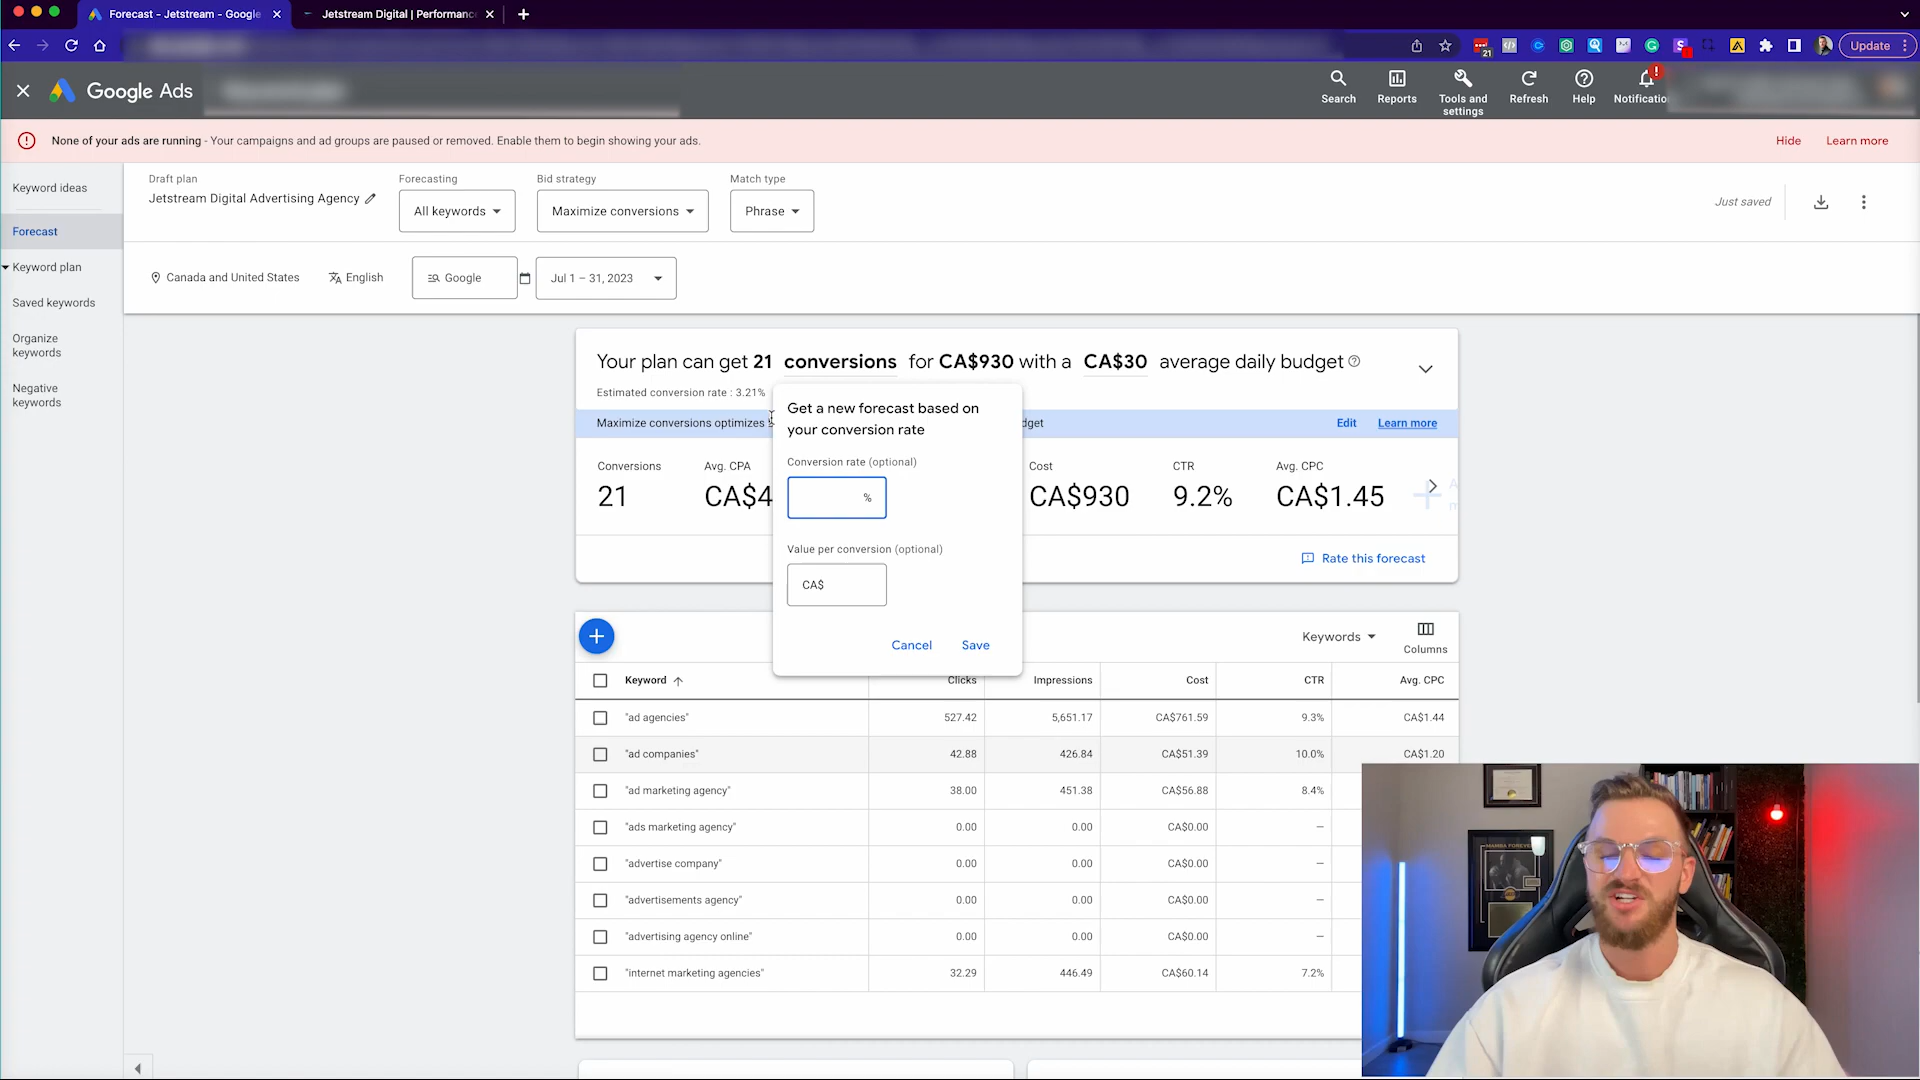 Forecast - Jetstream - Google
Jetstream Digital | Performanc
21
Update
Google Ads
Search
Reports
Tools and
settings
Refresh
Help
Notificatio
None of your ads are running - Your campaigns and ad groups are paused or removed. Enable them to begin showing your ads.
Hide
Learn more
Keyword ideas
Forecast
Keyword plan
Saved keywords
Organize
keywords
Negative
keywords
Draft plan
Jetstream Digital Advertising Agency
Forecasting
All keywords
Bid strategy
Maximize conversions
Match type
Phrase
Just saved
Canada and United States
English
Google
Jul 1 – 31, 2023
Your plan can get 21 conversions for CA$930 with a CA$30 average daily budget
Estimated conversion rate : 3.21%
Maximize conversions optimizes
dget
Edit
Learn more
Conversions
21
Avg. CPA
CA$4
Cost
CA$930
CTR
9.2%
Avg. CPC
CA$1.45
Rate this forecast
Get a new forecast based on
your conversion rate
Conversion rate (optional)
%
Value per conversion (optional)
CA$
Cancel
Save
Keywords
Columns
Keyword Clicks Impressions Cost CTR Avg. CPC
"ad agencies" 527.42 5,651.17 CA$761.59 9.3% CA$1.44
"ad companies" 42.88 426.84 CA$51.39 10.0% CA$1.20
"ad marketing agency" 38.00 451.38 CA$56.88 8.4%
"ads marketing agency" 0.00 0.00 CA$0.00 –
"advertise company" 0.00 0.00 CA$0.00 –
"advertisements agency" 0.00 0.00 CA$0.00 –
"advertising agency online" 0.00 0.00 CA$0.00 –
"internet marketing agencies" 32.29 446.49 CA$60.14 7.2%
MAMBA FOREVER